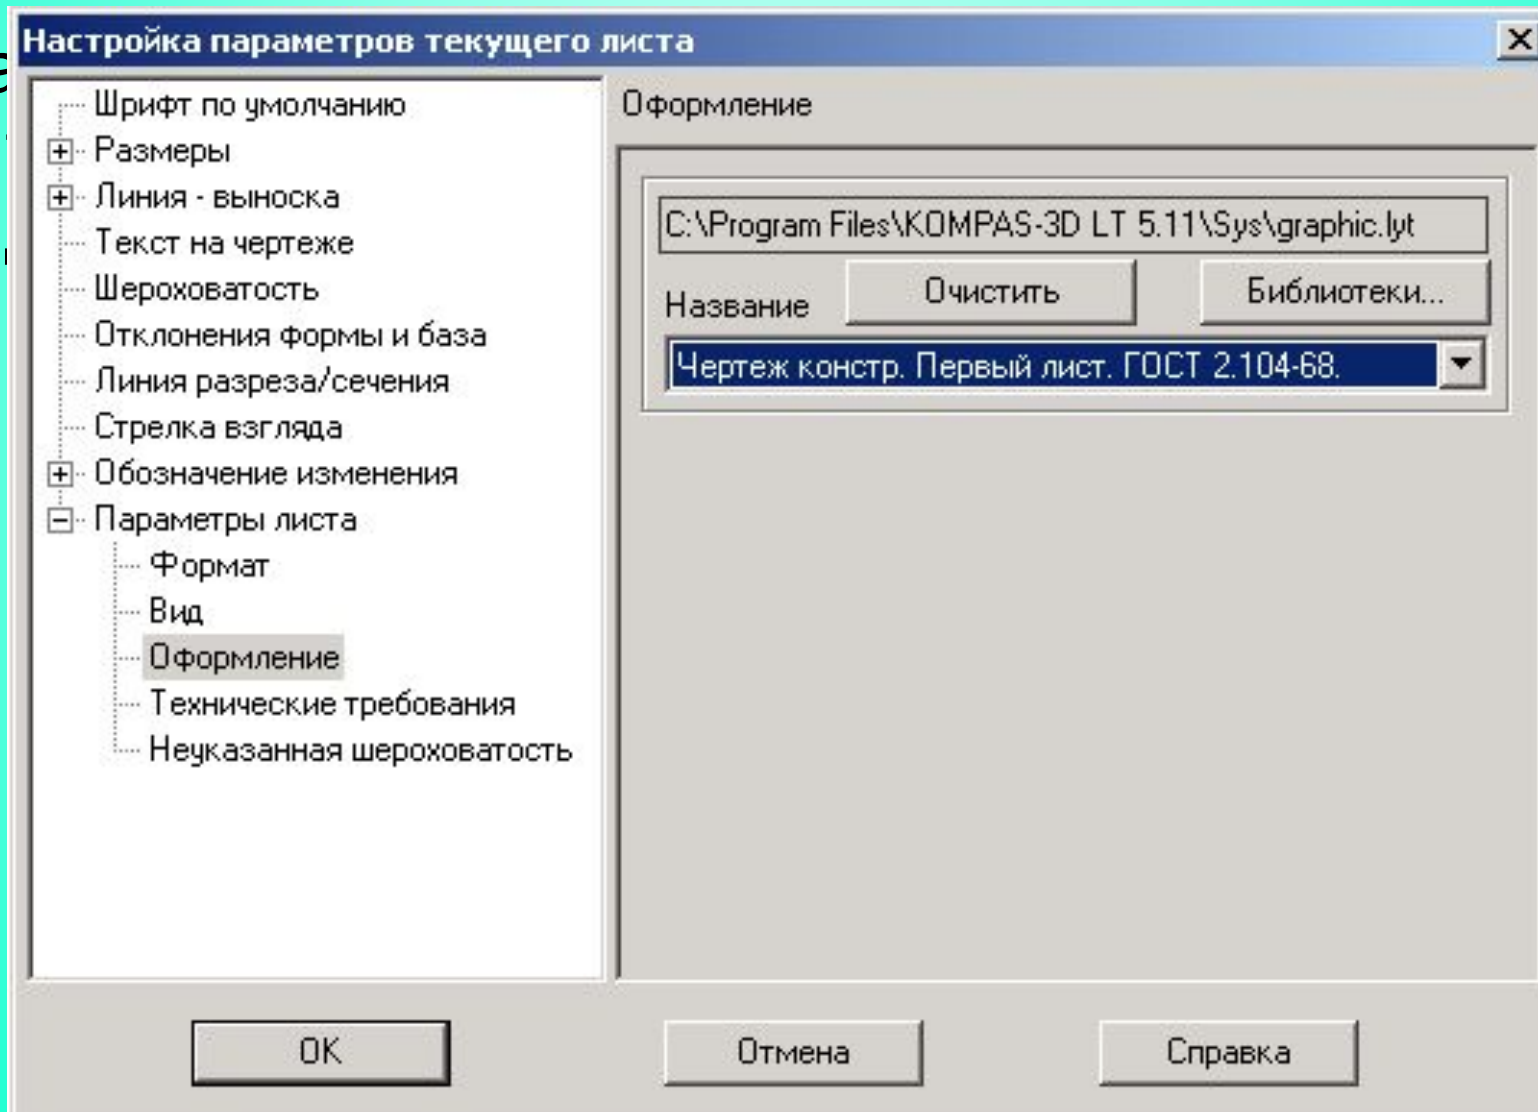 Настройка параметров текущего листа
Шрифт по умолчанию
Размеры
Линия - выноска
Текст на чертеже
Шероховатость
Отклонения формы и база
Линия разреза/сечения
Стрелка взгляда
Обозначение изменения
Параметры листа
Формат
Вид
Оформление
Технические требования
Неуказанная шероховатость
Оформление
C:\Program Files\KOMPAS-3D LT 5.11\Sys\graphic.lyt
Название
Очистить
Библиотеки...
Чертеж констр. Первый лист. ГОСТ 2.104-68.
OK
Отмена
Справка